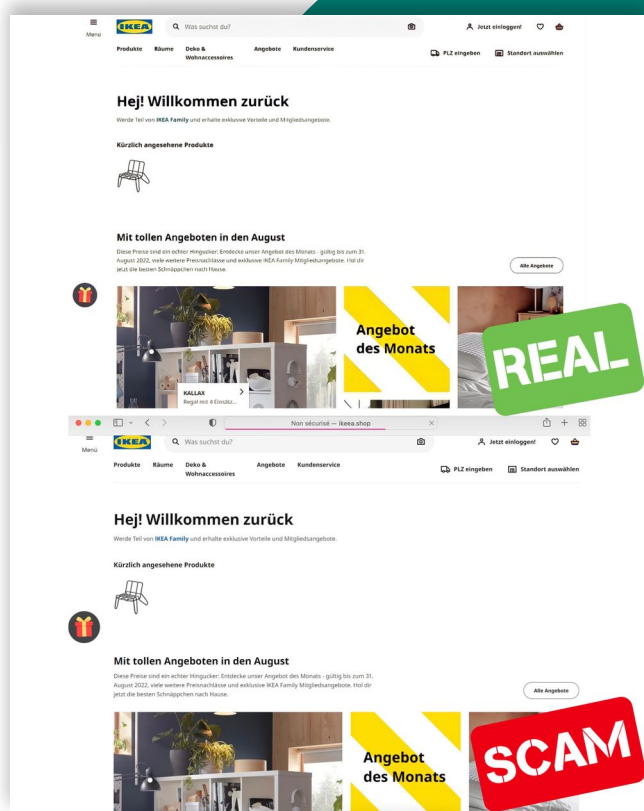 IKEA
Was suchst du?
Jetzt einloggen!
Menü
Produkte Räume Deko & Wohnaccessoires Angebote Kundenservice
PLZ eingeben Standort auswählen
Hej! Willkommen zurück
Werde Teil von IKEA Family und erhalte exklusive Vorteile und Mitgliedsangebote.
Kürzlich angesehene Produkte
Mit tollen Angeboten in den August
Diese Preise sind ein echter Hingucker: Entdecke unser Angebot des Monats - gültig bis zum 31.
August 2022, viele weitere Preisnachlässe und exklusive IKEA Family Mitgliedsangebote. Hol dir
jetzt die besten Schnäppchen nach Hause.
Alle Angebote
Angebot
des Monats
REAL
KALLAX
Regal mit 4 Einsätz...
Non sécurisé — ikeea.shop
IKEA
Was suchst du?
Jetzt einloggen!
Menü
Produkte Räume Deko & Wohnaccessoires Angebote Kundenservice
PLZ eingeben Standort auswählen
Hej! Willkommen zurück
Werde Teil von IKEA Family und erhalte exklusive Vorteile und Mitgliedsangebote.
Kürzlich angesehene Produkte
Mit tollen Angeboten in den August
Diese Preise sind ein echter Hingucker: Entdecke unser Angebot des Monats - gültig bis zum 31.
August 2022, viele weitere Preisnachlässe und exklusive IKEA Family Mitgliedsangebote. Hol dir
jetzt die besten Schnäppchen nach Hause.
Alle Angebote
Angebot
des Monats
SCAM